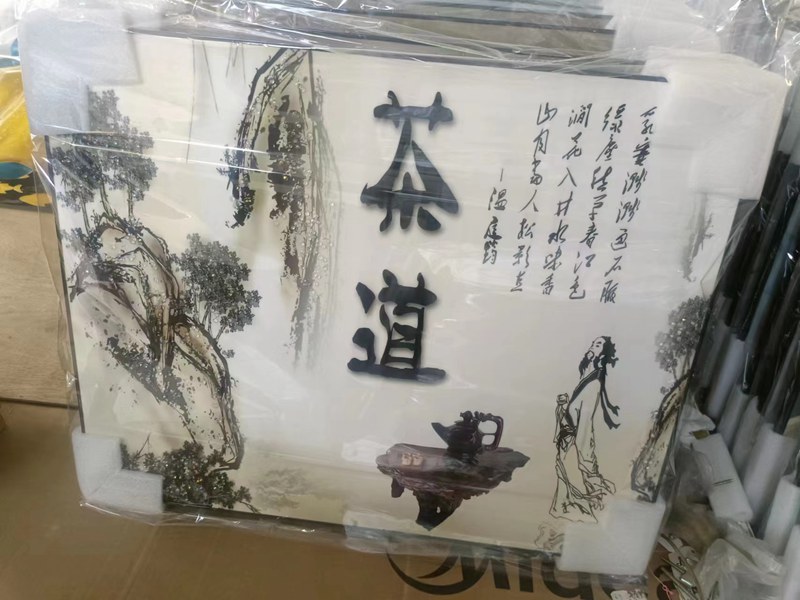 茶道
乳窦溅溅通石脉
绿尘愁草春江色
涧花入井水味香
山月当人松影直
—温庭筠